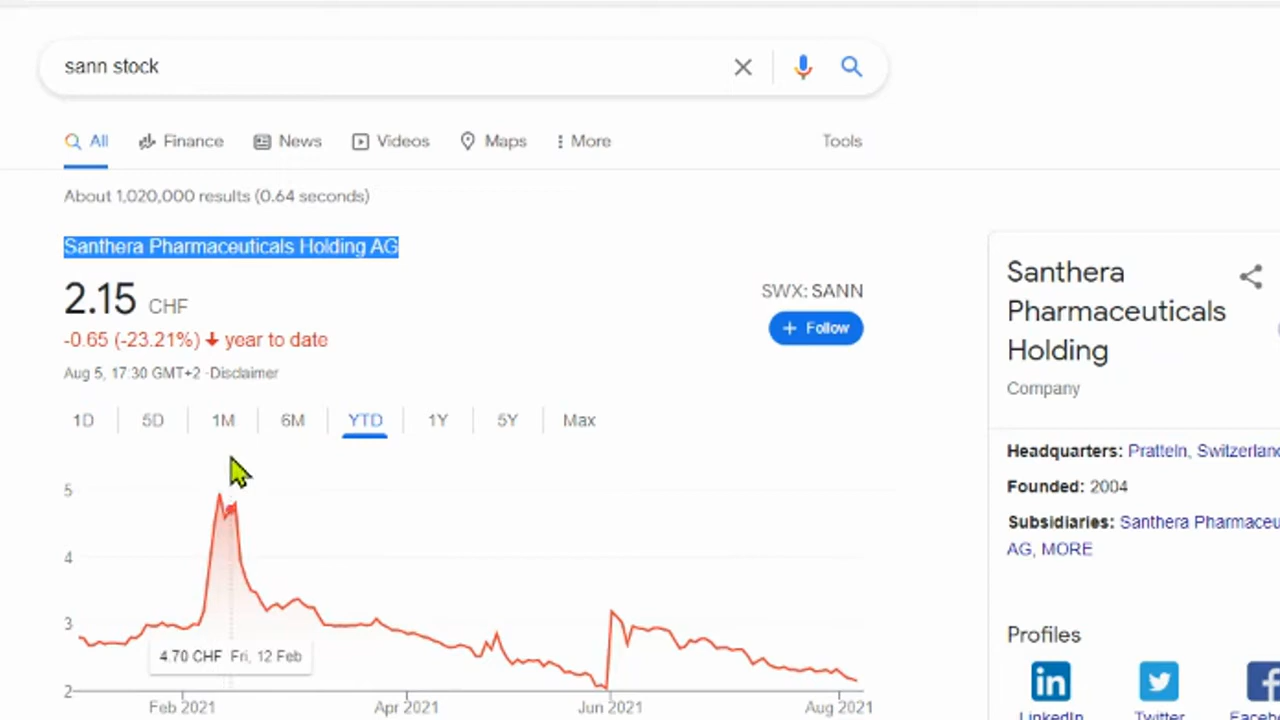 sann stock
All
Finance
News
Videos
Maps
More
Tools
About 1,020,000 results (0.64 seconds)
Santhera Pharmaceuticals Holding AG
2.15 CHF
SWX: SANN
-0.65 (-23.21%) year to date
+ Follow
Aug 5, 17:30 GMT+2 ·Disclaimer
1D
5D
1M
6M
YTD
1Y
5Y
Max
5
4
3
2
4.70 CHF Fri, 12 Feb
Feb 2021
Apr 2021
Jun 2021
Aug 2021
Santhera
Pharmaceuticals
Holding
Company
Headquarters: Pratteln, Switzerland
Founded: 2004
Subsidiaries: Santhera
AG, MORE
Profiles
LinkedIn
Twitter